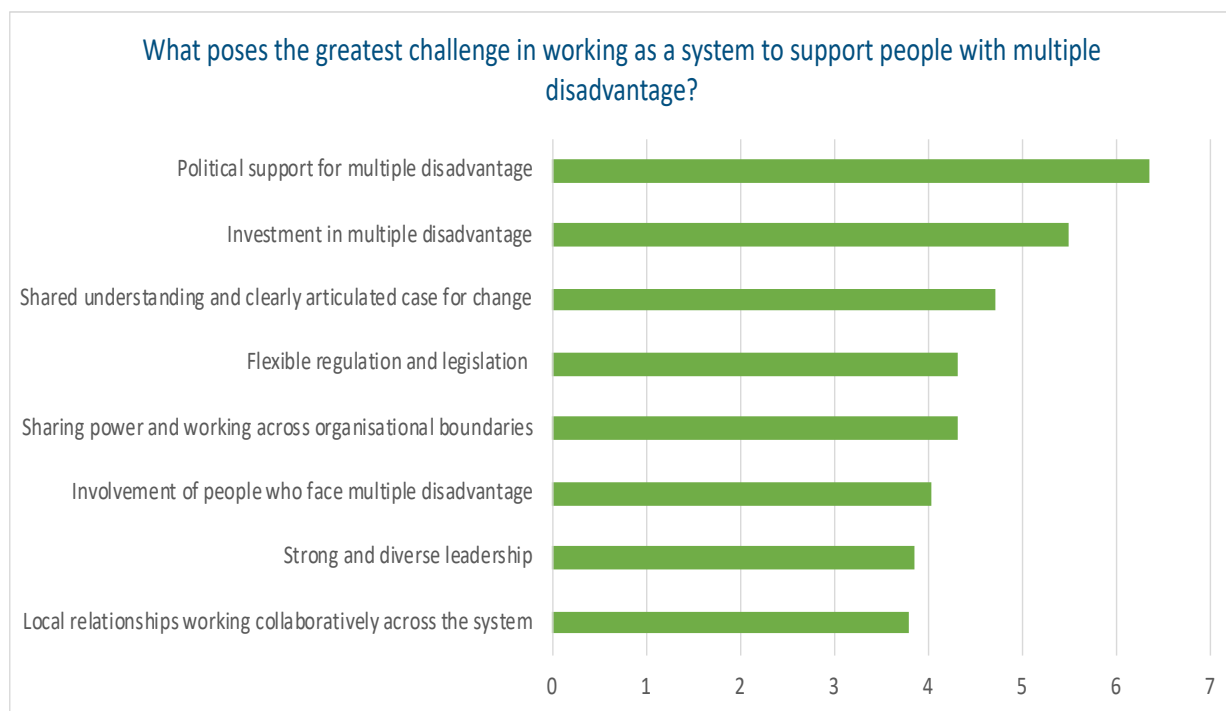 What poses the greatest challenge in working as a system to support people with multiple
disadvantage?
Political support for multiple disadvantage
Investment in multiple disadvantage
Shared understanding and clearly articulated case for change
Flexible regulation and legislation
Sharing power and working across organisational boundaries
Involvement of people who face multiple disadvantage
Strong and diverse leadership
Local relationships working collaboratively across the system
0 1 2 3 4 5 6 7